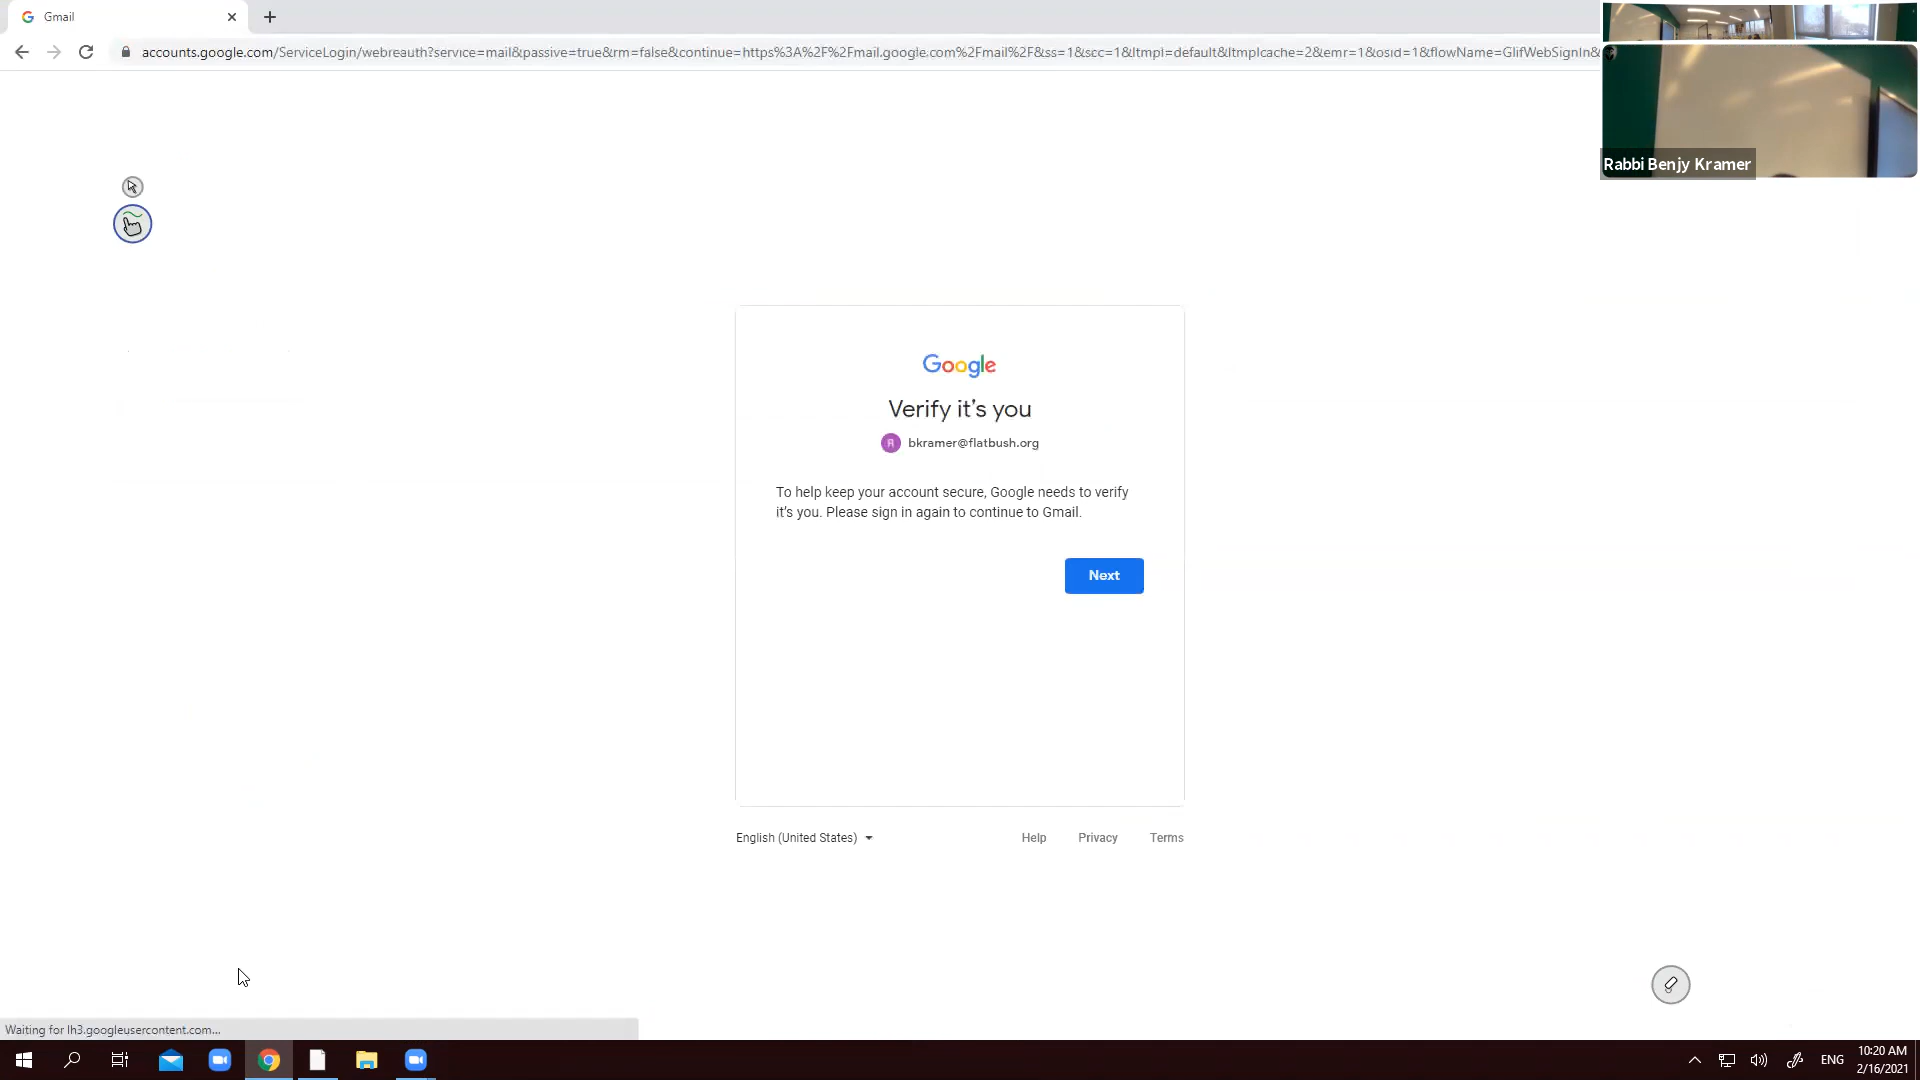 Gmail
accounts.google.com/ServiceLogin/webreauth?service=mail&passive=true&rm=false&continue=https%3A%2F%2Fmail.google.com%2Fmail%2F&ss=1&scc=1&ltmpl=default&ltmplcache=2&emr=1&osid=1&flowName=GlifWebSignIn&
Rabbi Benjy Kramer
Google
Verify it's you
R bkramer@flatbush.org
To help keep your account secure, Google needs to verify
it's you. Please sign in again to continue to Gmail.
Next
English (United States) Help Privacy Terms
Waiting for lh3.googleusercontent.com...
ENG
10:20 AM
2/16/2021